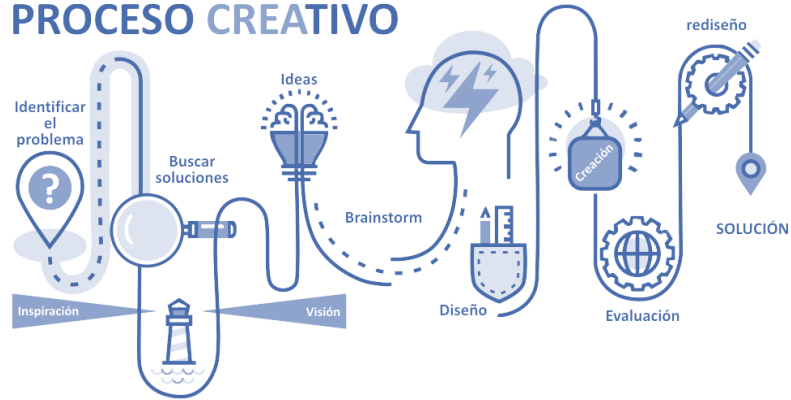 PROCESO CREATIVO
Identificar
el
problema
?
Buscar
soluciones
Inspiración
Visión
Ideas
Brainstorm
Diseño
Creación
Evaluación
rediseño
SOLUCIÓN